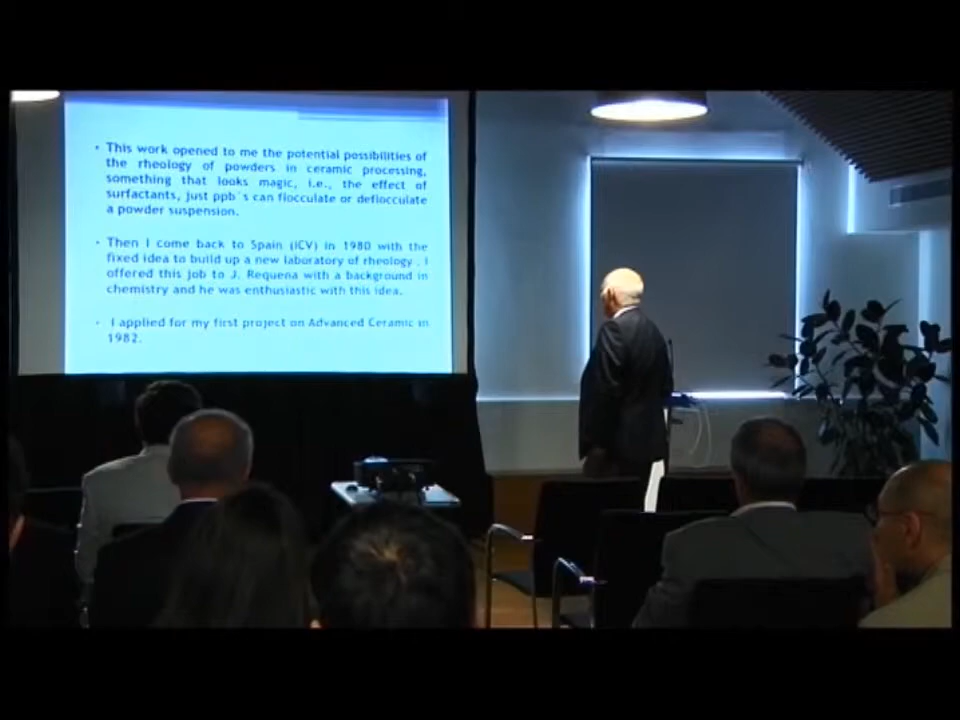 • This work opened to me the potential possibilities of
the rheology of powders in ceramic processing,
something that looks magic, i.e., the effect of
surfactants, just ppb´s can flocculate or deflocculate
a powder suspension.
• Then I come back to Spain (ICV) in 1980 with the
fixed idea to build up a new laboratory of rheology . I
offered this job to J. Requena with a background in
chemistry and he was enthusiastic with this idea.
• I applied for my first project on Advanced Ceramic in
1982.